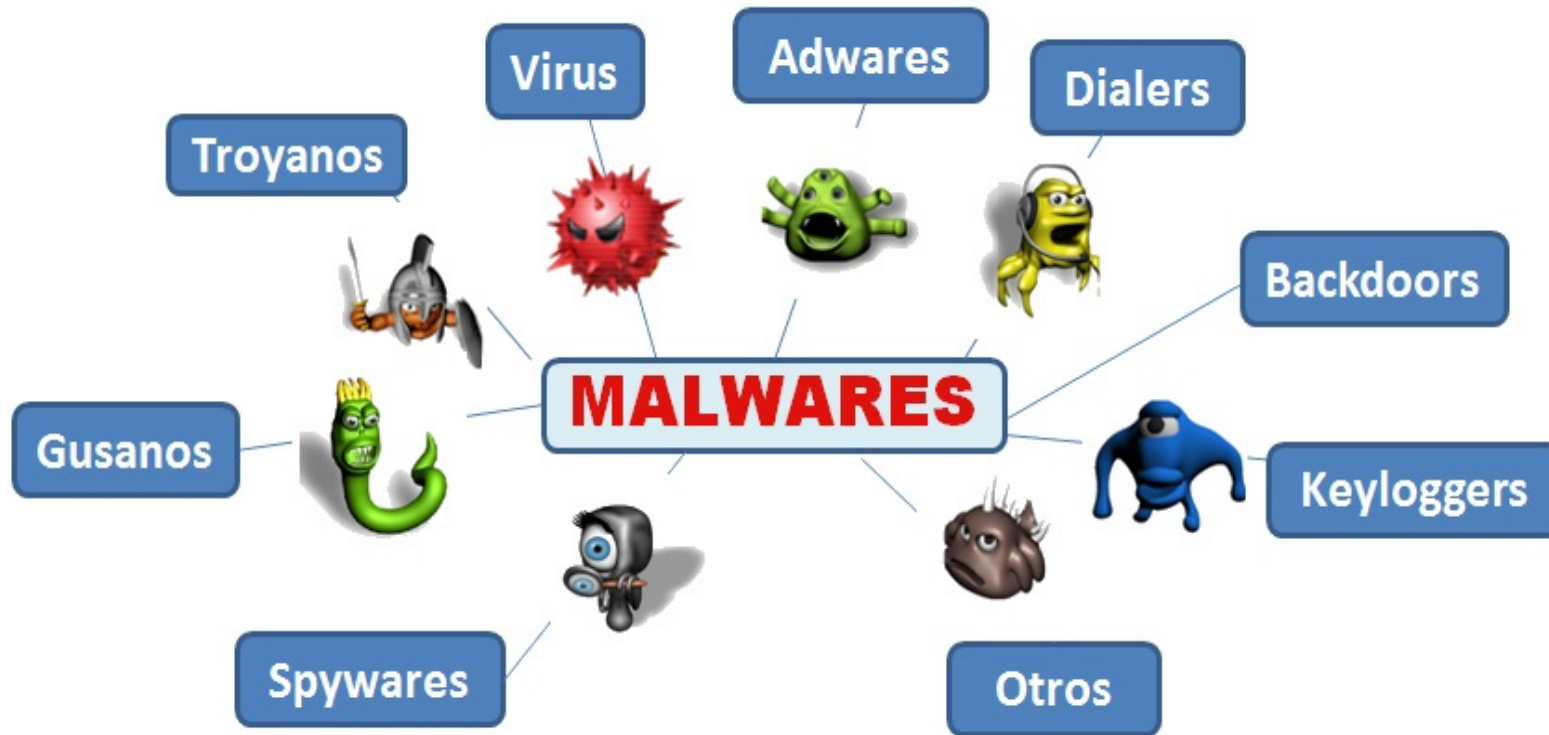 Virus
Adwares
Dialers
Troyanos
Backdoors
MALWARES
Gusanos
Keyloggers
Spywares
Otros